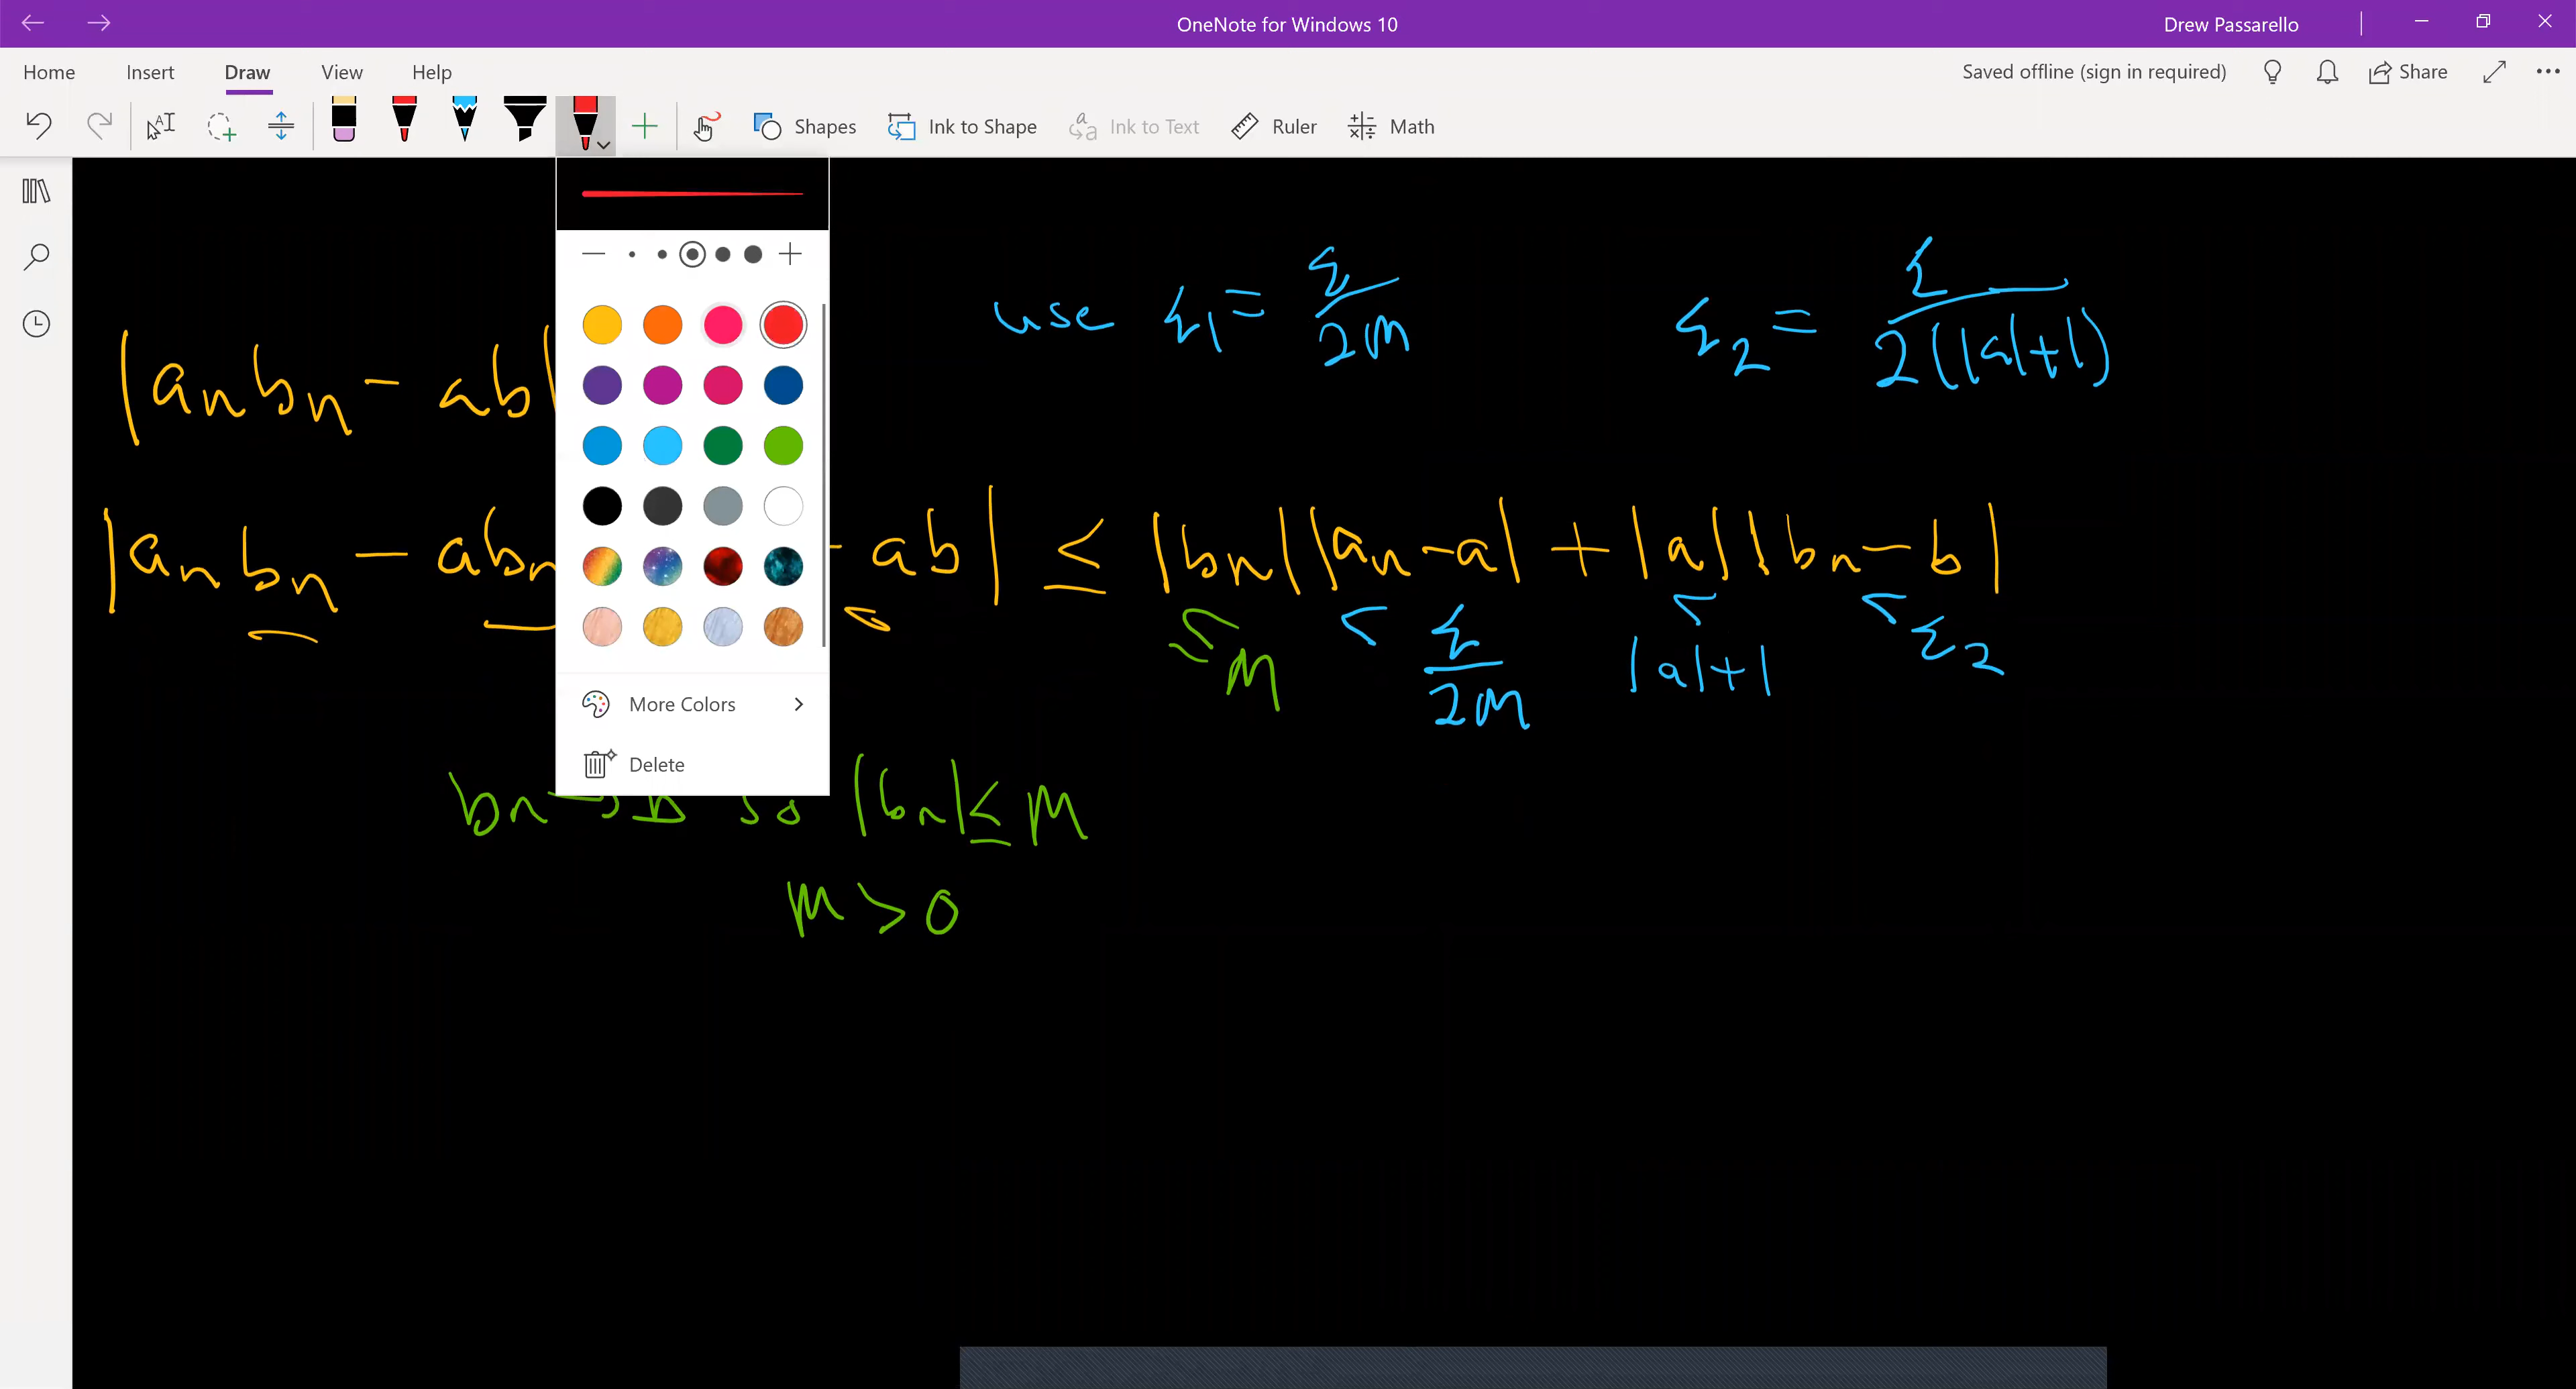 OneNote for Windows 10
Drew Passarello
Home Insert Draw View Help
Saved offline (sign in required) Share
Shapes Ink to Shape Ink to Text Ruler Math
use ε₁ = ε/2M ε₂ = ε/2(|a|+1)
|aₙbₙ - ab|
|aₙbₙ - abₙ - ab| ≤ |bₙ||aₙ-a| + |a||bₙ-b|
≤ M < ε/2M < |a|+1 < ε₂
More Colors
Delete
bₙ → b so |bₙ| ≤ M
M > 0